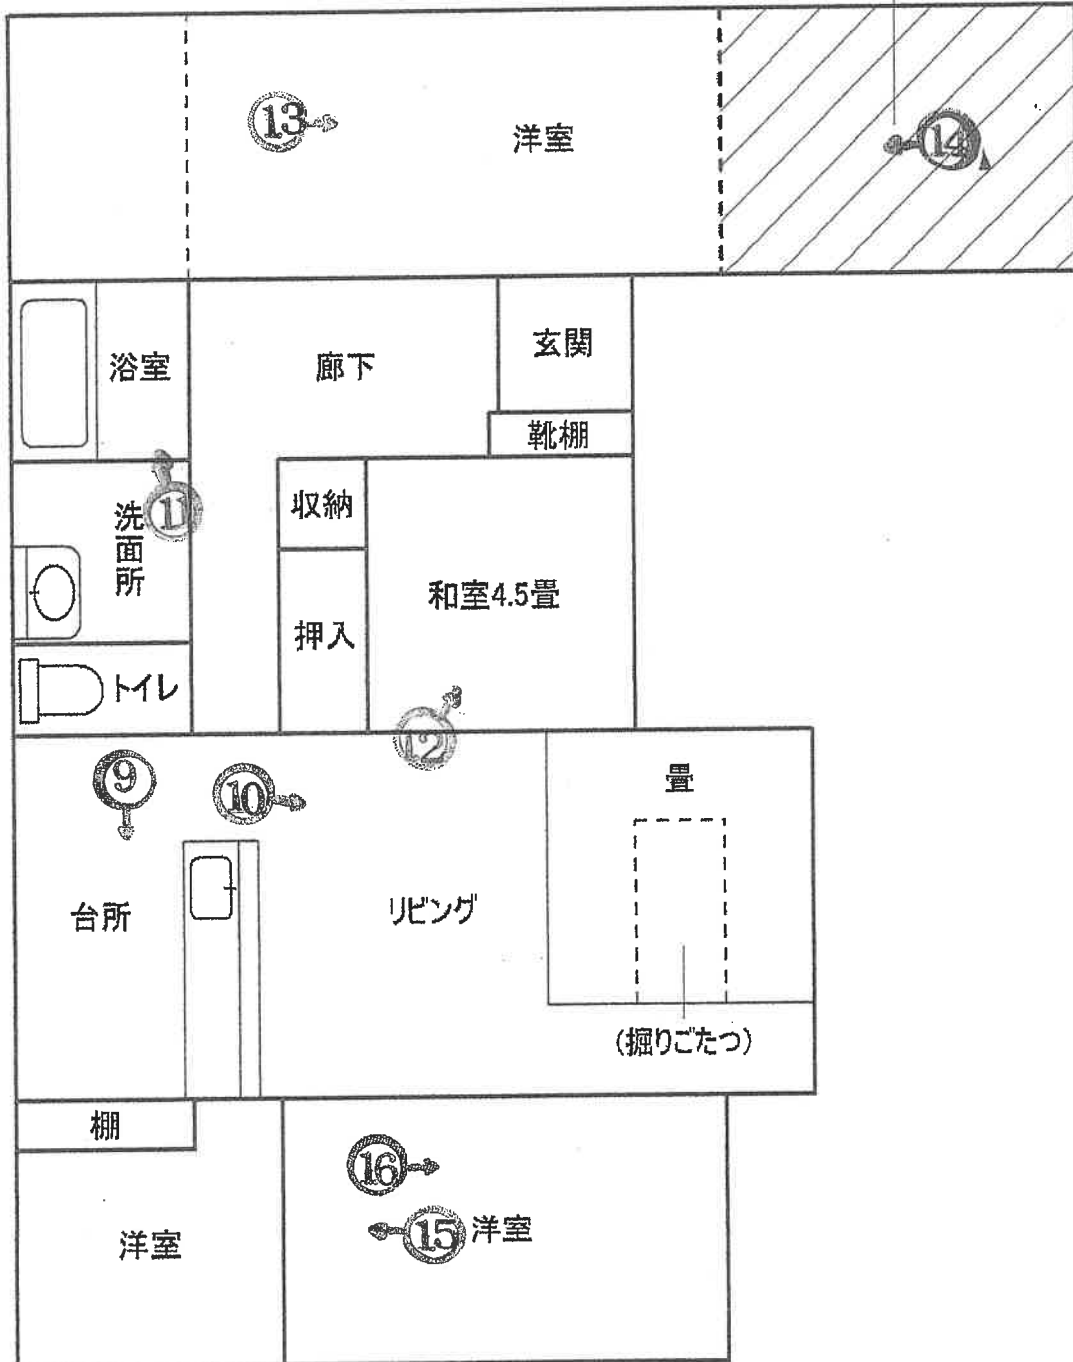 13
洋室
14
浴室
廊下
玄関
靴棚
収納
11
洗面所
和室4.5畳
押入
トイレ
12
9
10
畳
台所
リビング
(掘りごたつ)
棚
16
15
洋室
洋室